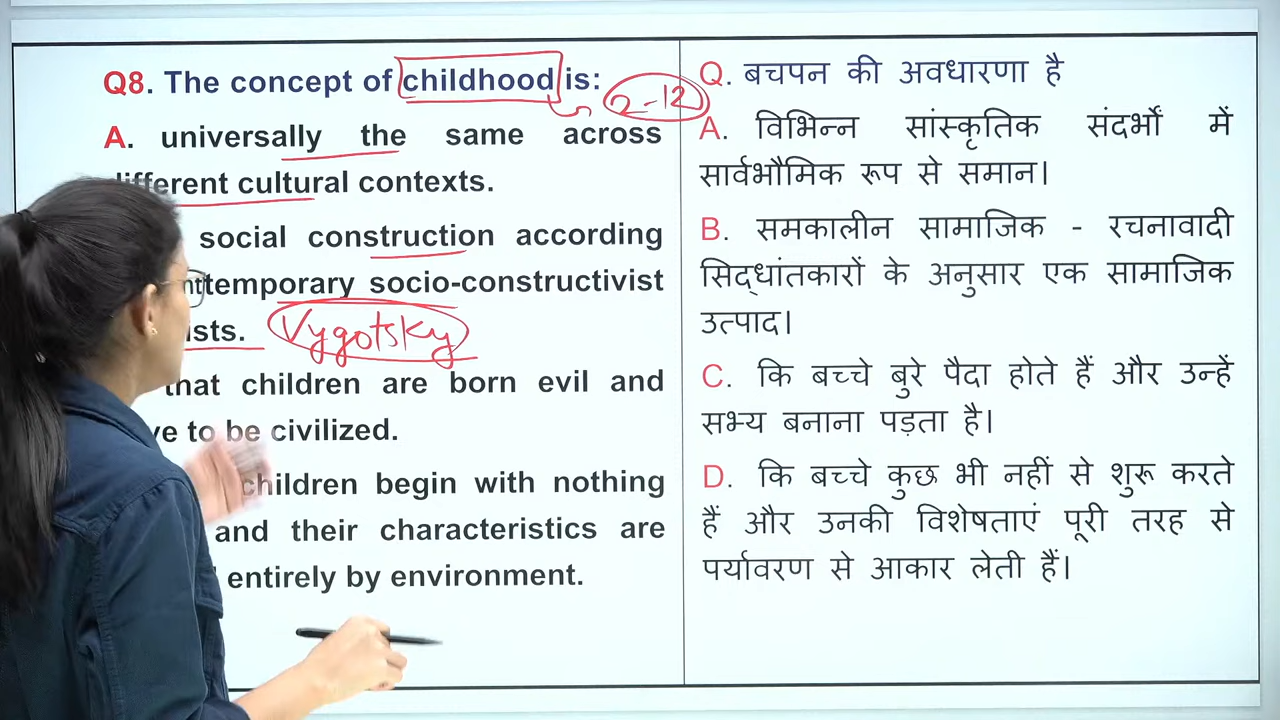 Q8. The concept of childhood is:
2-12
A. universally the same across
different cultural contexts.
social construction according
ntemporary socio-constructivist
ists. Vygotsky
that children are born evil and
ve to be civilized.
children begin with nothing
and their characteristics are
entirely by environment.
Q. बचपन की अवधारणा है
A. विभिन्न सांस्कृतिक संदर्भों में
सार्वभौमिक रूप से समान।
B. समकालीन सामाजिक - रचनावादी
सिद्धांतकारों के अनुसार एक सामाजिक
उत्पाद।
C. कि बच्चे बुरे पैदा होते हैं और उन्हें
सभ्य बनाना पड़ता है।
D. कि बच्चे कुछ भी नहीं से शुरू करते
हैं और उनकी विशेषताएं पूरी तरह से
पर्यावरण से आकार लेती हैं।